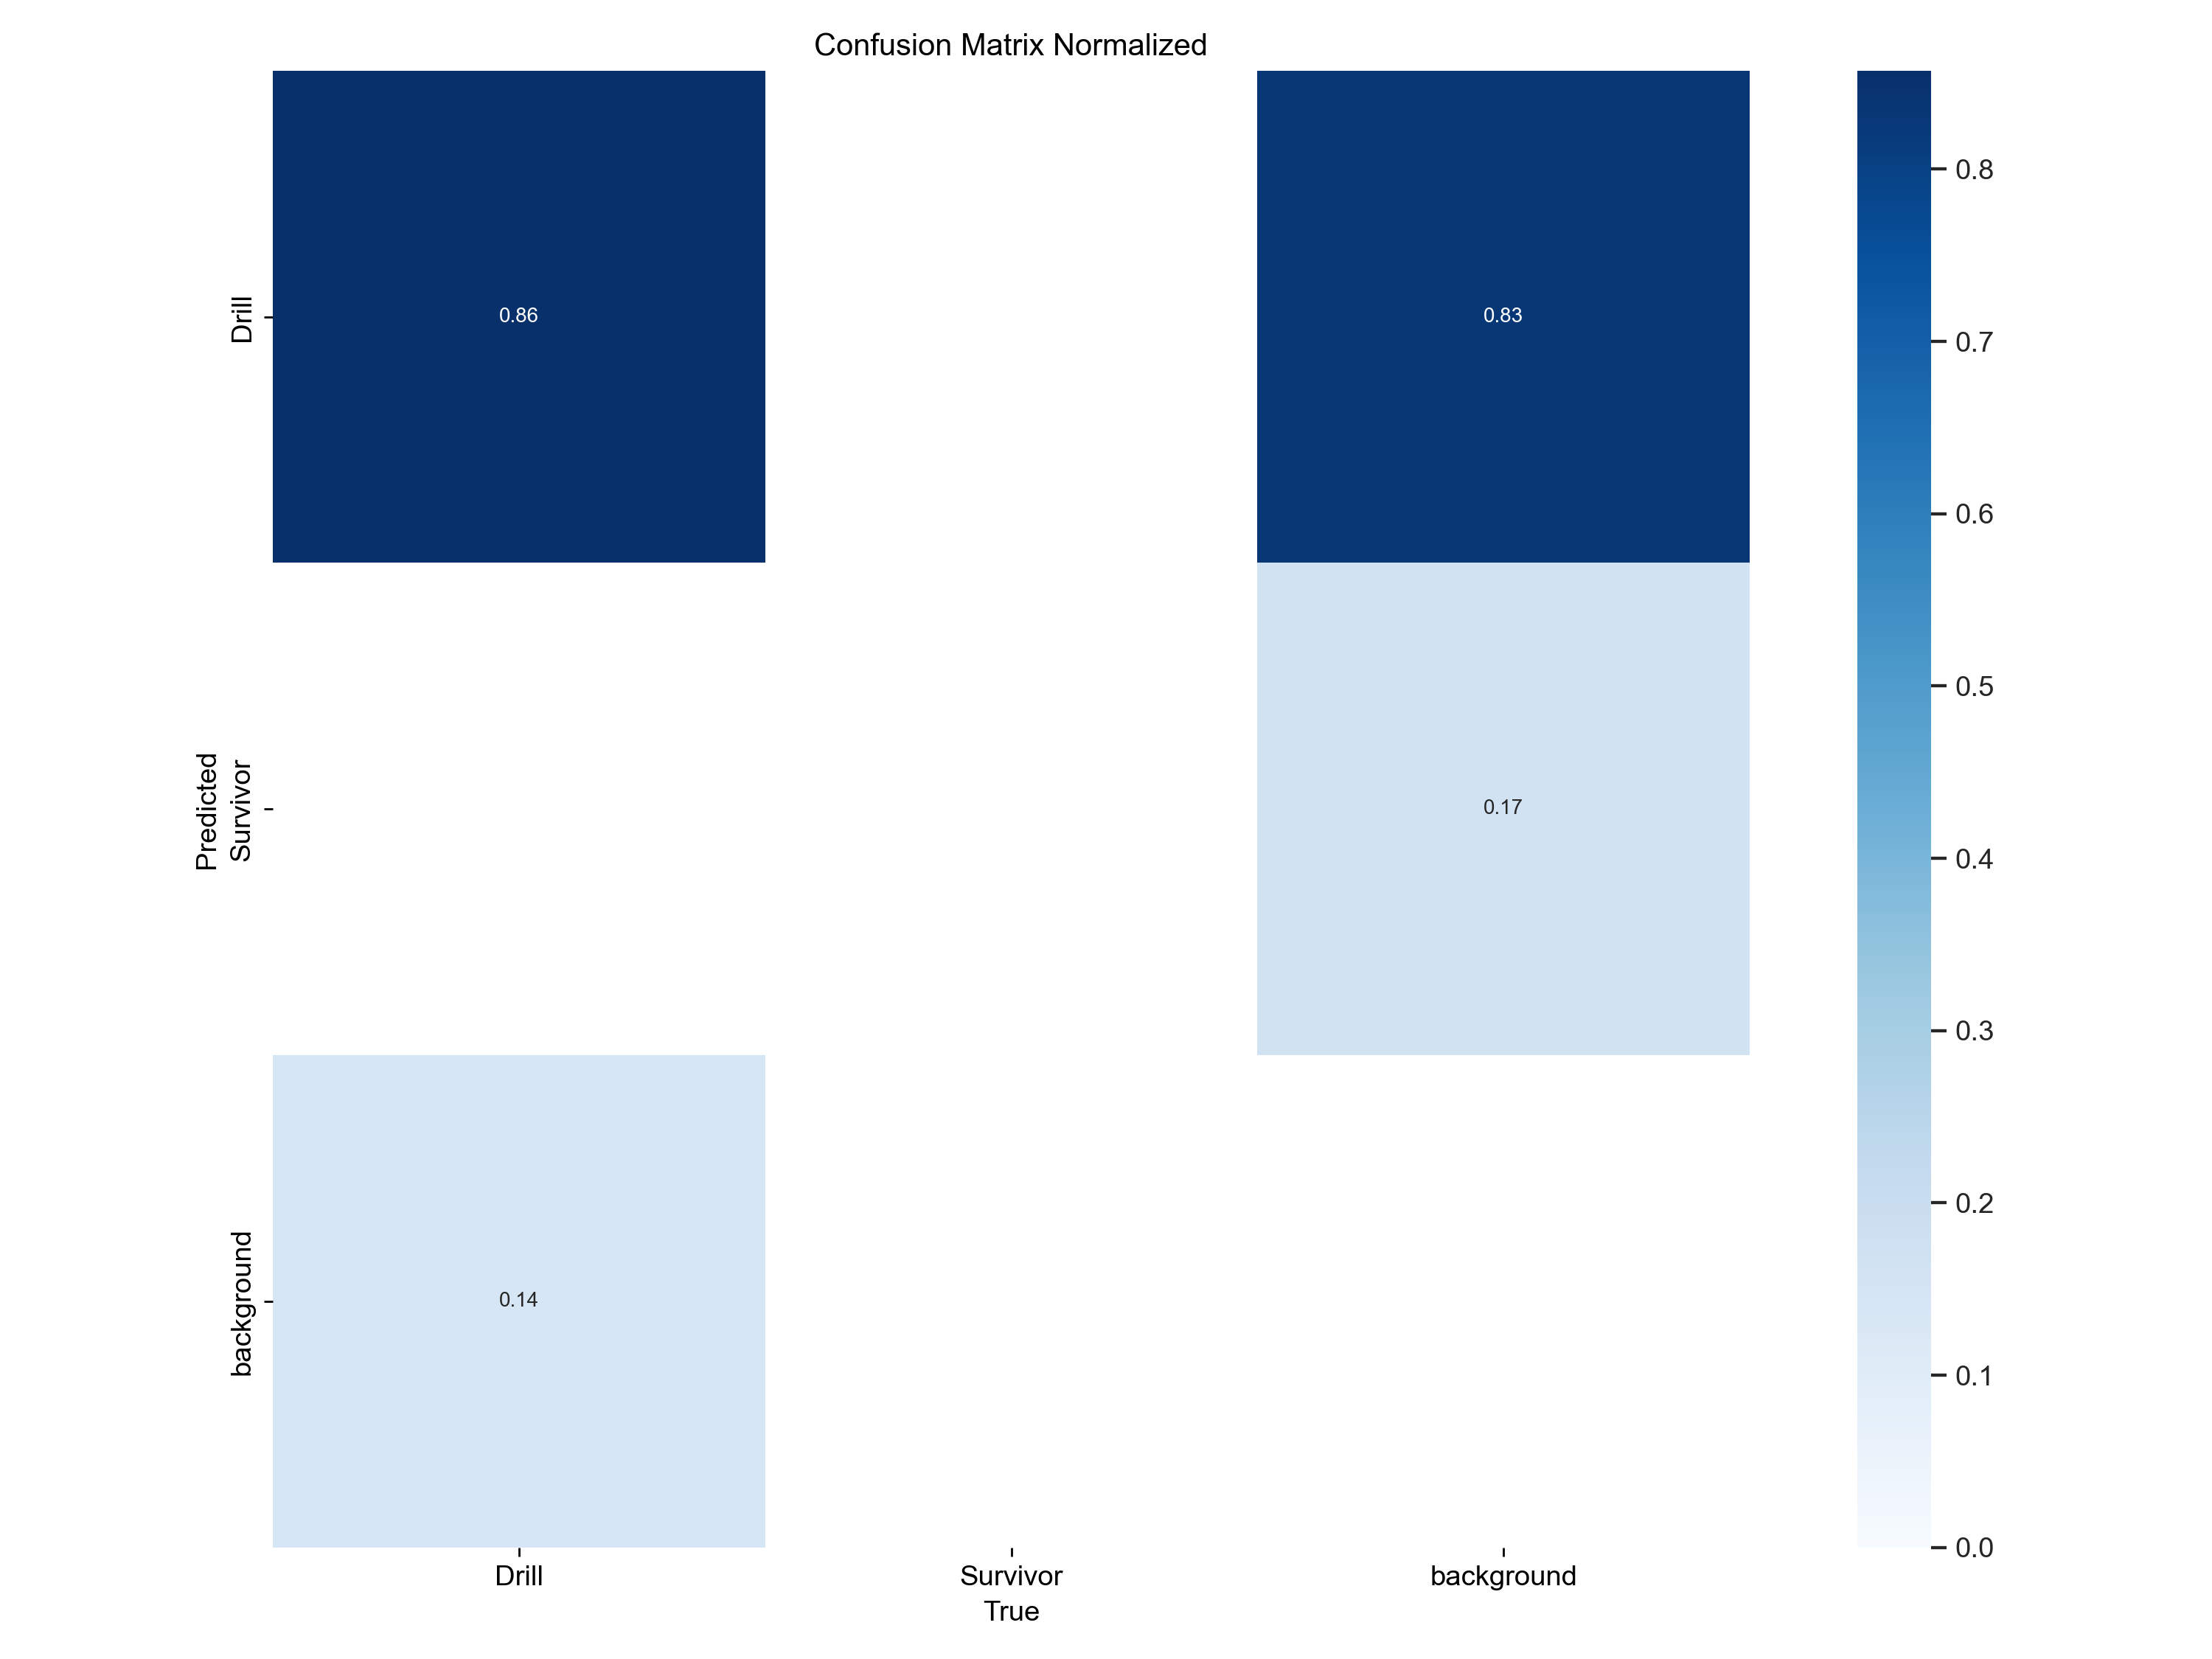 Confusion Matrix Normalized
Predicted
Drill
Survivor
background
0.86
0.83
0.17
0.14
Drill
Survivor
background
True
0.8
0.7
0.6
0.5
0.4
0.3
0.2
0.1
0.0